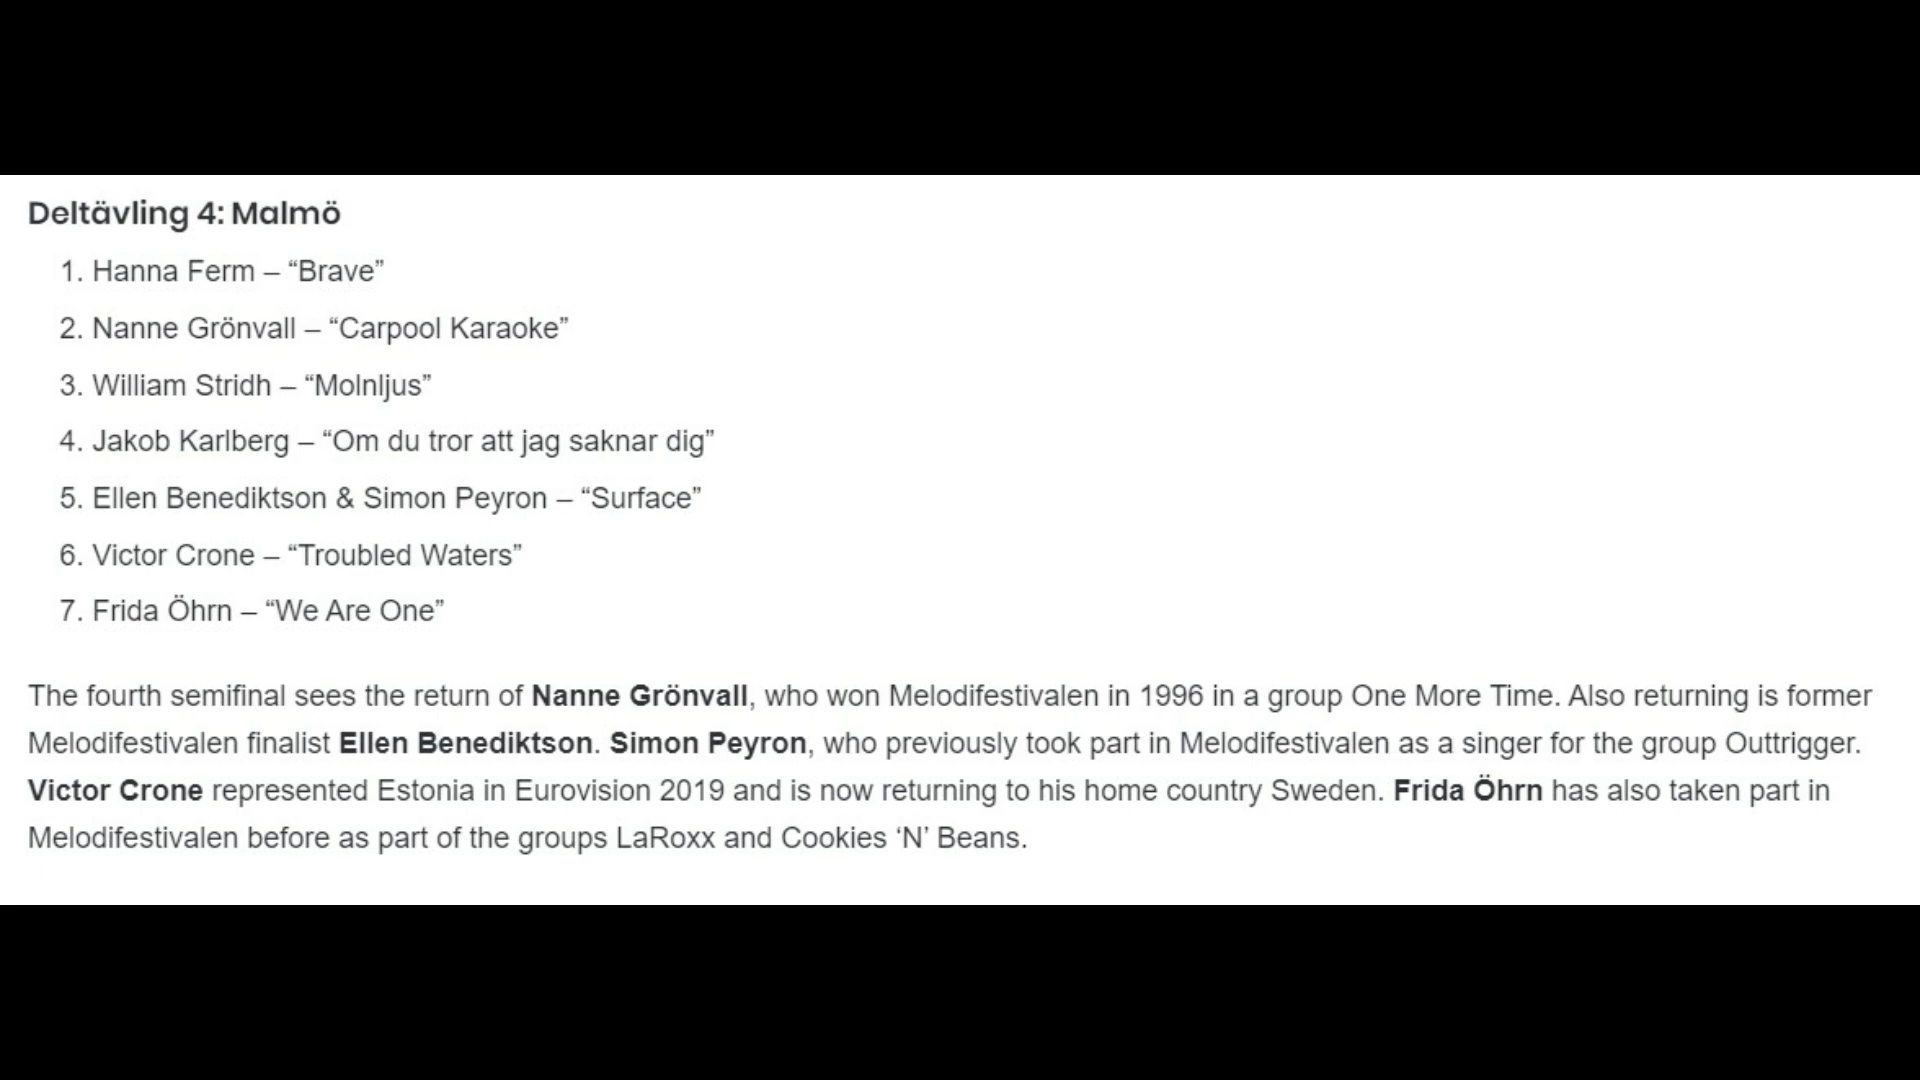 Deltävling 4: Malmö
1. Hanna Ferm – “Brave”
2. Nanne Grönvall – “Carpool Karaoke”
3. William Stridh – “Molnljus”
4. Jakob Karlberg – “Om du tror att jag saknar dig”
5. Ellen Benediktson & Simon Peyron – “Surface”
6. Victor Crone – “Troubled Waters”
7. Frida Öhrn – “We Are One”
The fourth semifinal sees the return of Nanne Grönvall, who won Melodifestivalen in 1996 in a group One More Time. Also returning is former
Melodifestivalen finalist Ellen Benediktson. Simon Peyron, who previously took part in Melodifestivalen as a singer for the group Outtrigger.
Victor Crone represented Estonia in Eurovision 2019 and is now returning to his home country Sweden. Frida Öhrn has also taken part in
Melodifestivalen before as part of the groups LaRoxx and Cookies ‘N’ Beans.